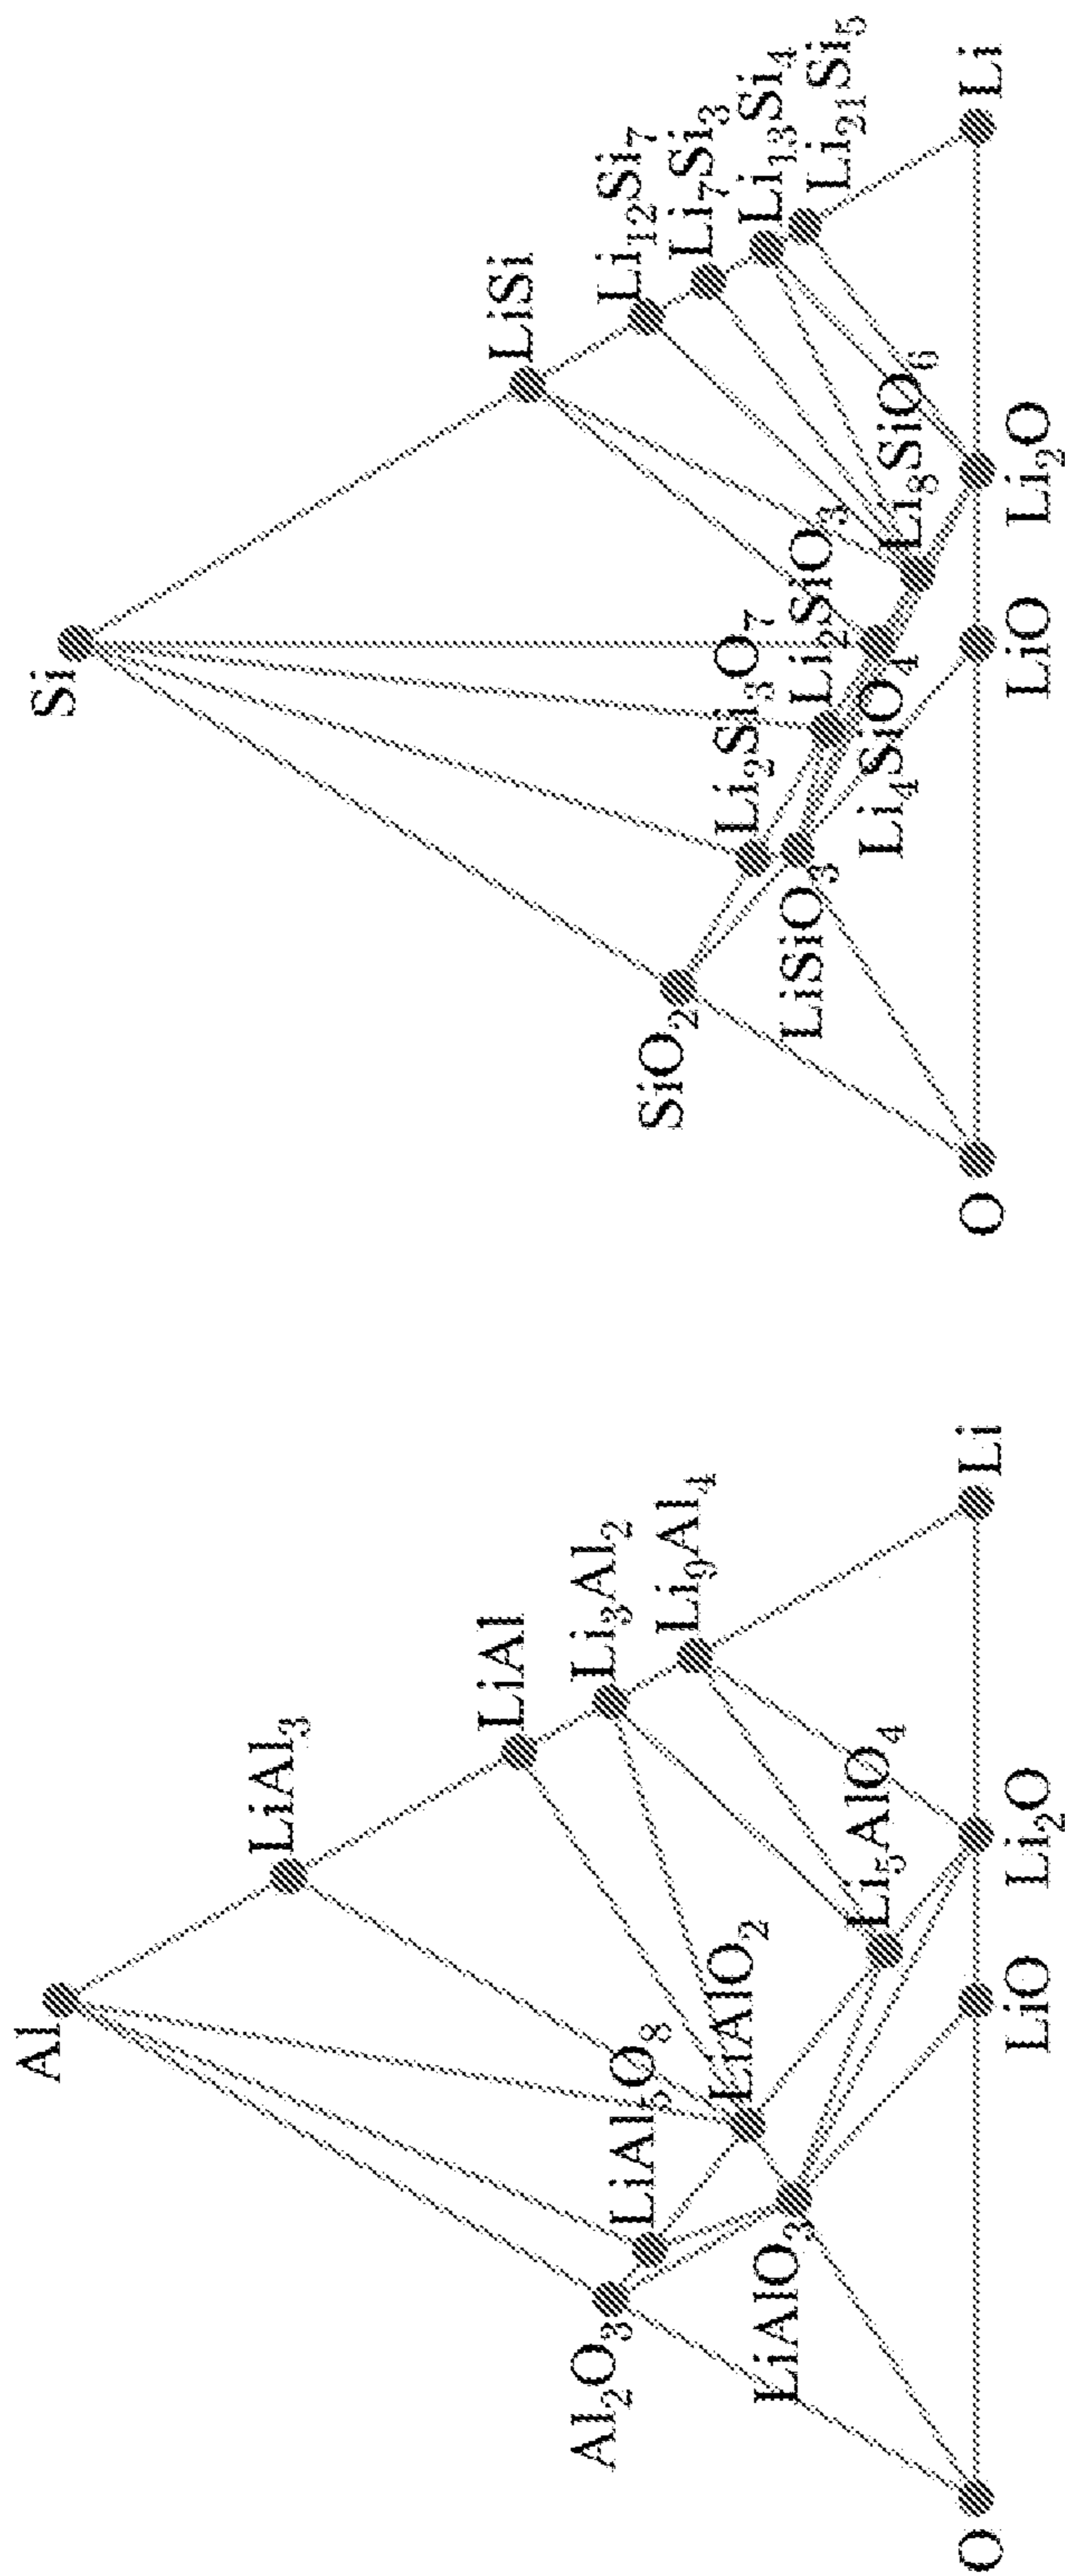 Al
LiAl₃
LiAl
Li₃Al₂
Li₉Al₄
Al₂O₃
LiAl₅O₈
LiAlO₂
LiAlO₃
Li₅AlO₄
O
LiO
Li₂O
Li
Si
LiSi
Li₁₂Si₇
Li₇Si₃
Li₁₃Si₄
Li₂₁Si₅
SiO₂
Li₂Si₃O₇
Li₂SiO₃
LiSiO₃
Li₄SiO₄
Li₈SiO₆
O
LiO
Li₂O
Li